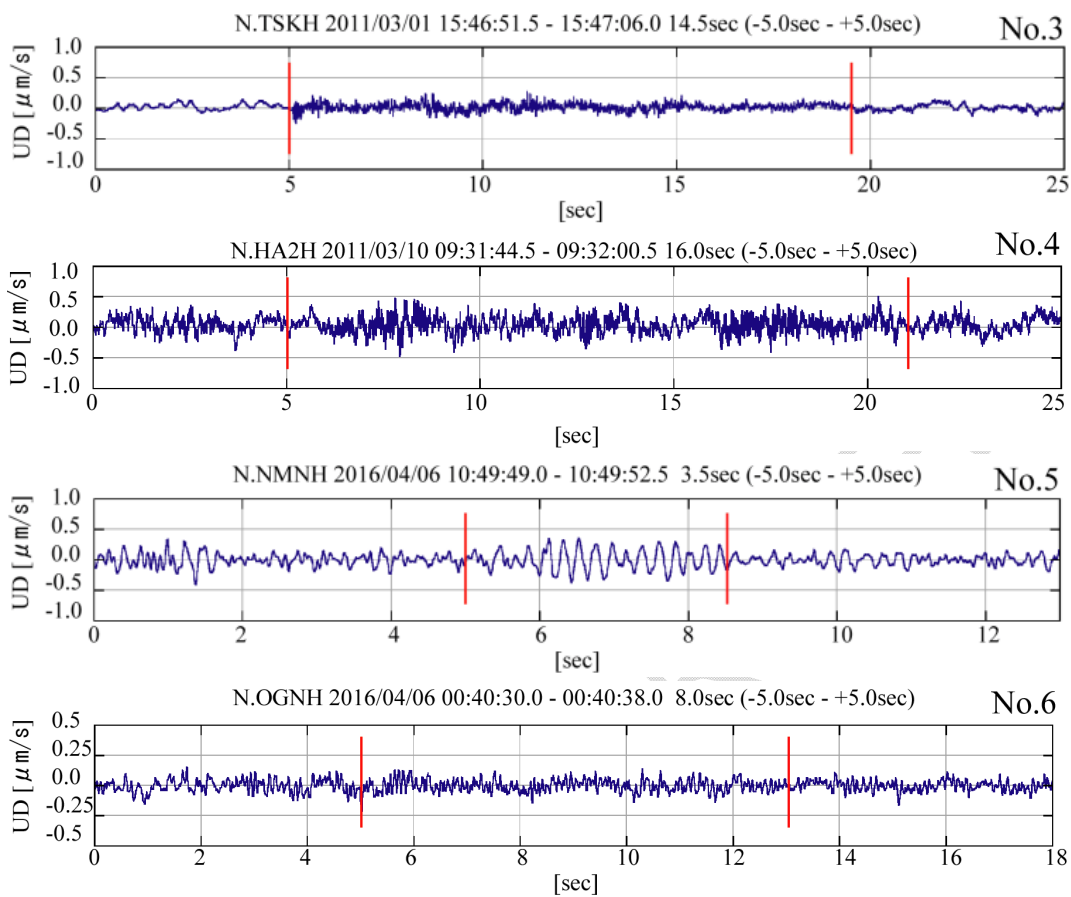 N.TSKH 2011/03/01 15:46:51.5 - 15:47:06.0 14.5sec (-5.0sec - +5.0sec)
No.3
UD [μm/s]
1.0
0.5
0.0
-0.5
-1.0
0 5 10 15 20 25
[sec]
N.HA2H 2011/03/10 09:31:44.5 - 09:32:00.5 16.0sec (-5.0sec - +5.0sec)
No.4
UD [μm/s]
1.0
0.5
0.0
-0.5
-1.0
0 5 10 15 20 25
[sec]
N.NMNH 2016/04/06 10:49:49.0 - 10:49:52.5 3.5sec (-5.0sec - +5.0sec)
No.5
UD [μm/s]
1.0
0.5
0.0
-0.5
-1.0
0 2 4 6 8 10 12
[sec]
N.OGNH 2016/04/06 00:40:30.0 - 00:40:38.0 8.0sec (-5.0sec - +5.0sec)
No.6
UD [μm/s]
0.5
0.25
0.0
-0.25
-0.5
0 2 4 6 8 10 12 14 16 18
[sec]